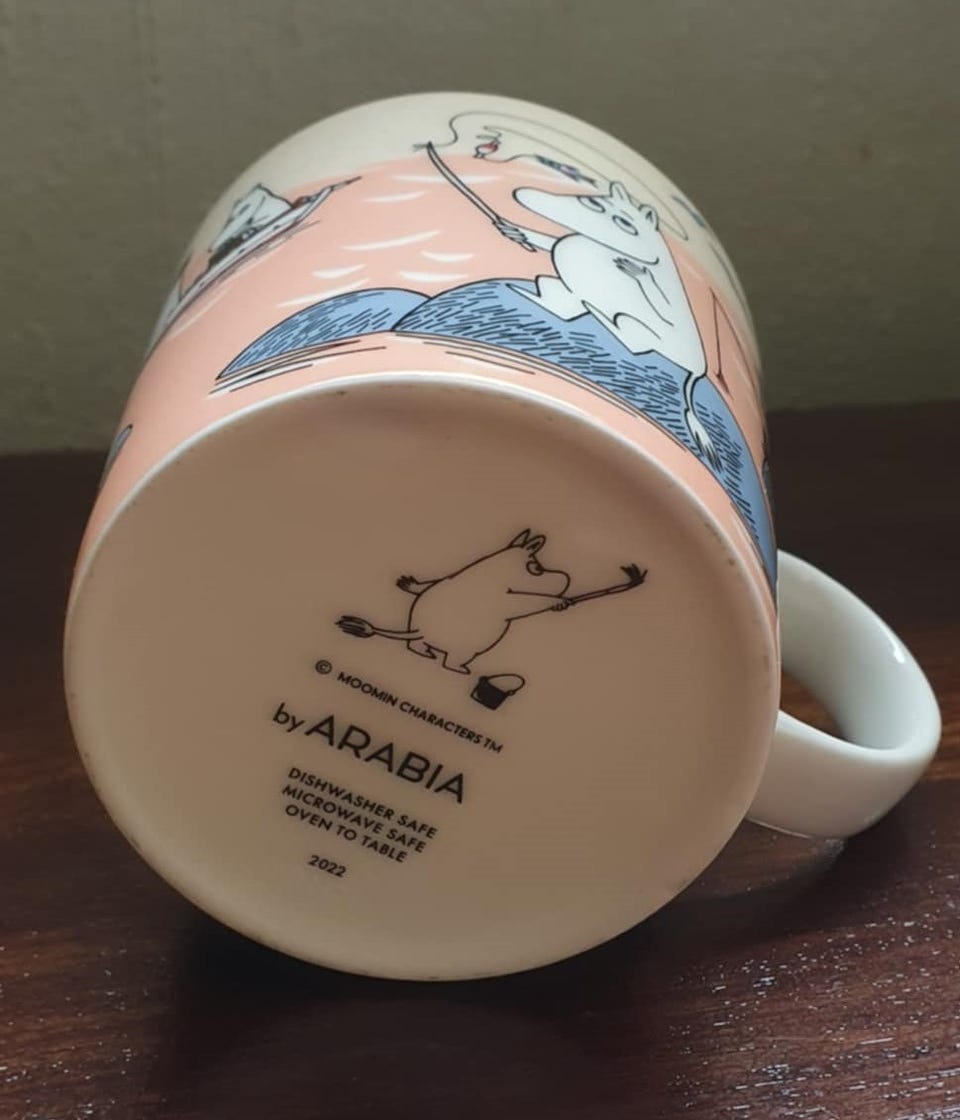 © MOOMIN CHARACTERS TM
by ARABIA
DISHWASHER SAFE
MICROWAVE SAFE
OVEN TO TABLE
2022